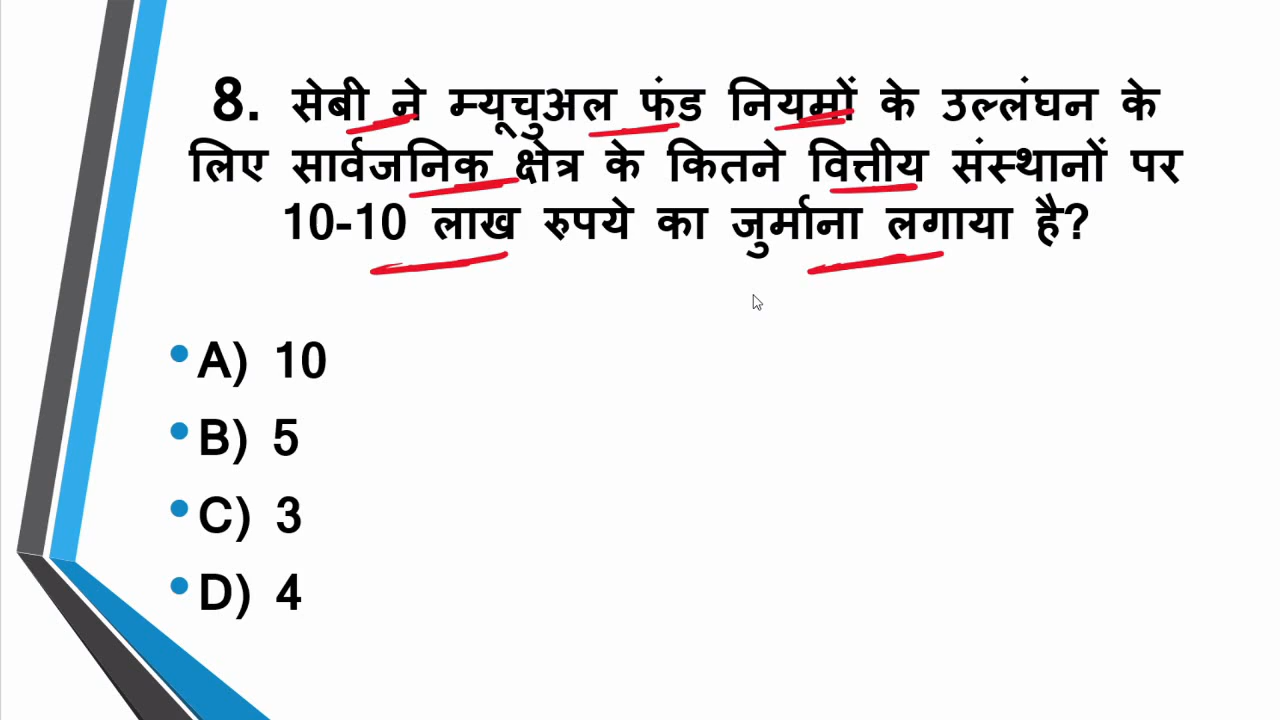 8. सेबी ने म्यूचुअल फंड नियमों के उल्लंघन के
लिए सार्वजनिक क्षेत्र के कितने वित्तीय संस्थानों पर
10-10 लाख रुपये का जुर्माना लगाया है?
• A) 10
• B) 5
• C) 3
• D) 4